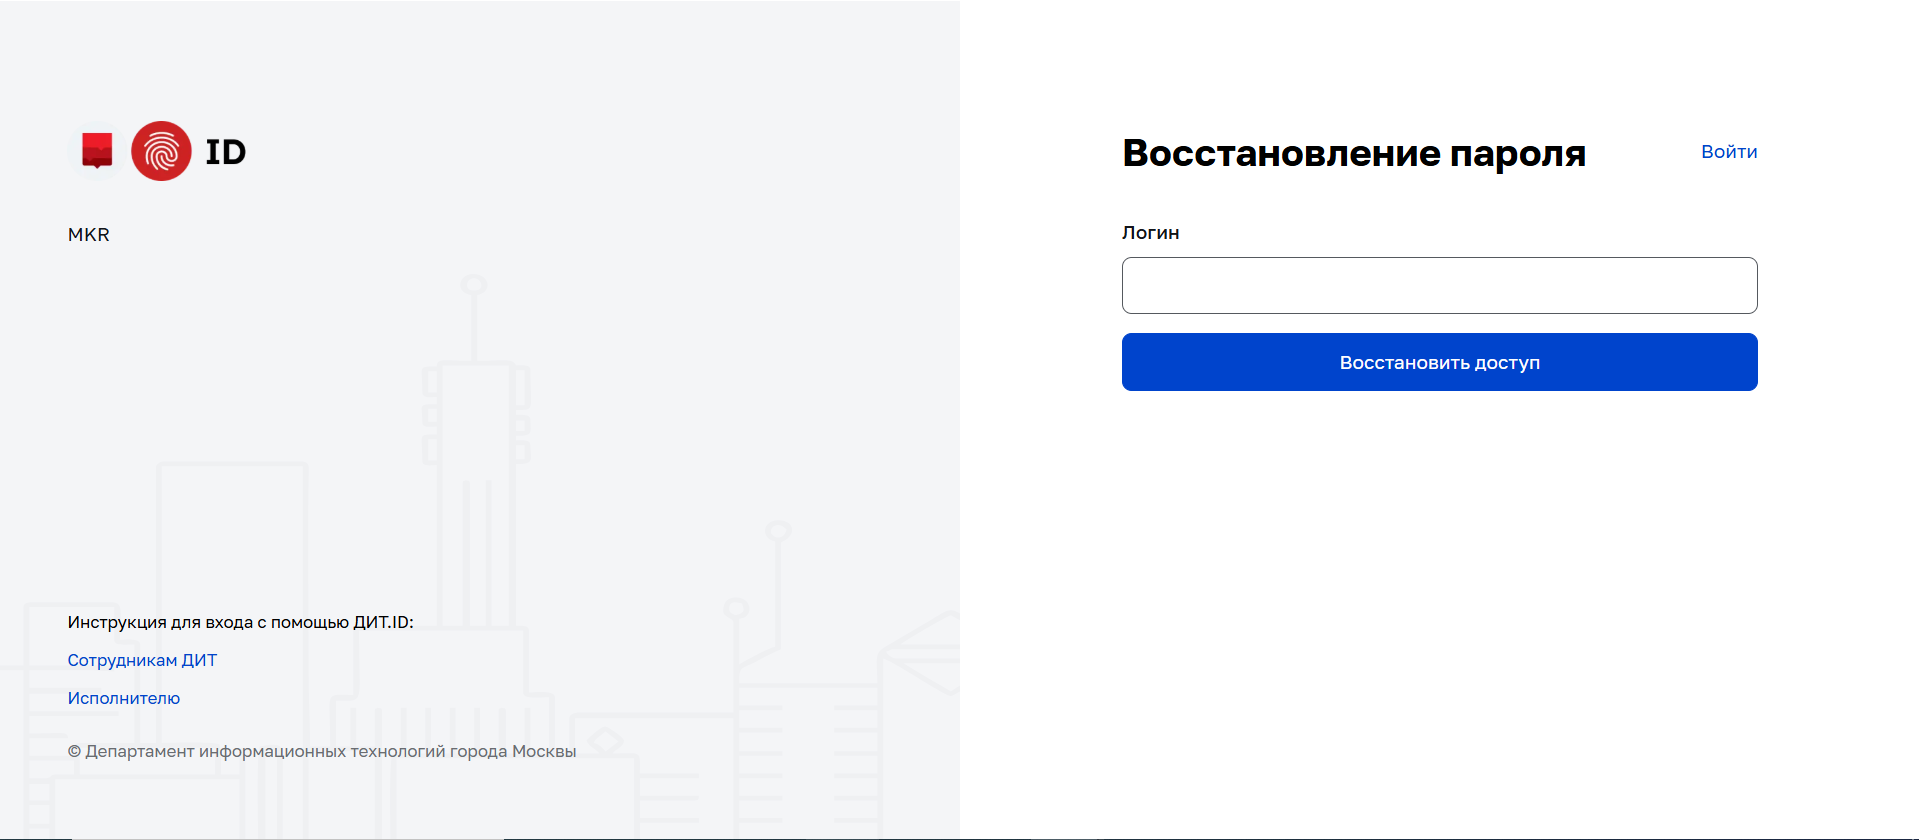 ID
MKR
Инструкция для входа с помощью ДИТ.ID:
Сотрудникам ДИТ
Исполнителю
© Департамент информационных технологий города Москвы
Восстановление пароля
Войти
Логин
Восстановить доступ